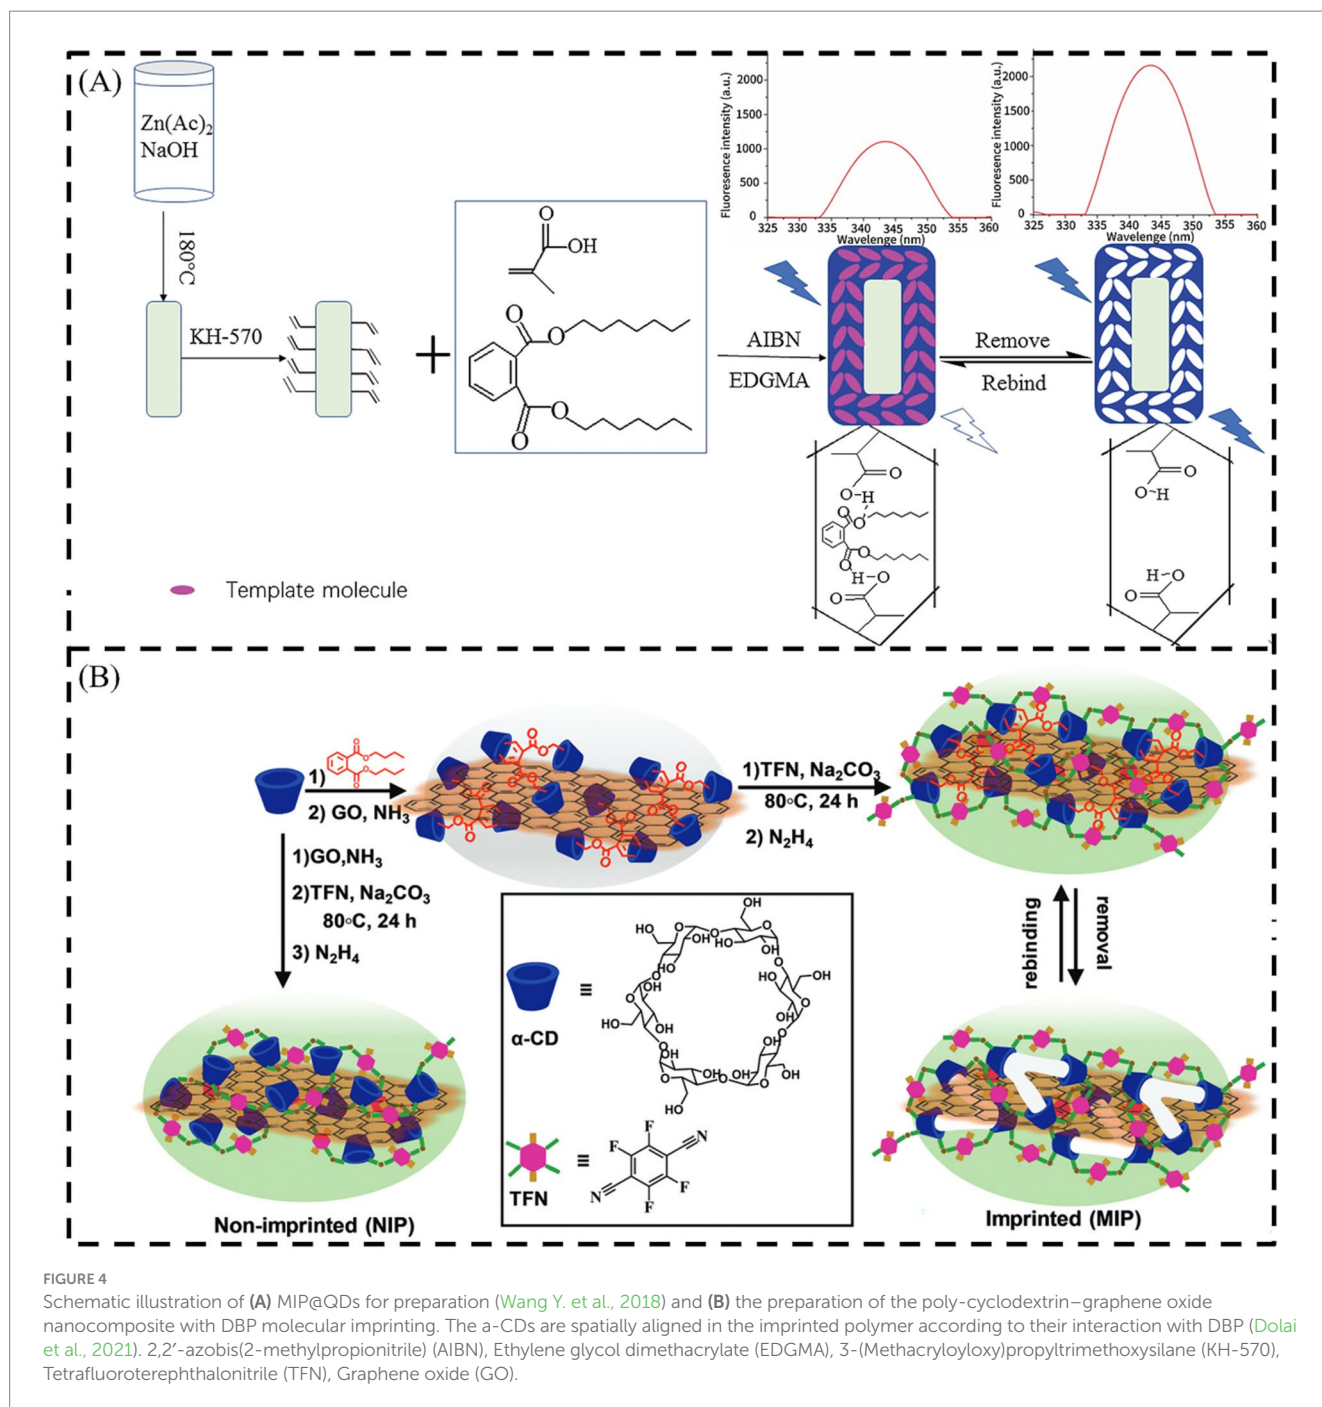 (A)
Zn(Ac)2
NaOH
180°C
KH-570
O
OH
O
O
O
O
AIBN
EDGMA
Fluoresence intensity (a.u.)
2000
1500
1000
500
0
325 330 335 340 345 350 355 360
Wavelenge (nm)
Fluoresence intensity (a.u.)
2000
1500
1000
500
0
325 330 335 340 345 350 355 360
Wavelenge (nm)
Remove
Rebind
O
O-H
O
O
O
O
H-O
O
O
O-H
H-O
O
Template molecule
(B)
1)
2) GO, NH3
1)GO,NH3
2)TFN, Na2CO3
80◦C, 24 h
3) N2H4
1)TFN, Na2CO3
80◦C, 24 h
2) N2H4
rebinding
removal
α-CD
≡
TFN
≡
F
F
F
F
CN
NC
Non-imprinted (NIP)
Imprinted (MIP)
FIGURE 4
Schematic illustration of (A) MIP@QDs for preparation (Wang Y. et al., 2018) and (B) the preparation of the poly-cyclodextrin–graphene oxide
nanocomposite with DBP molecular imprinting. The a-CDs are spatially aligned in the imprinted polymer according to their interaction with DBP (Dolai
et al., 2021). 2,2′-azobis(2-methylpropionitrile) (AIBN), Ethylene glycol dimethacrylate (EDGMA), 3-(Methacryloyloxy)propyltrimethoxysilane (KH-570),
Tetrafluoroterephthalonitrile (TFN), Graphene oxide (GO).